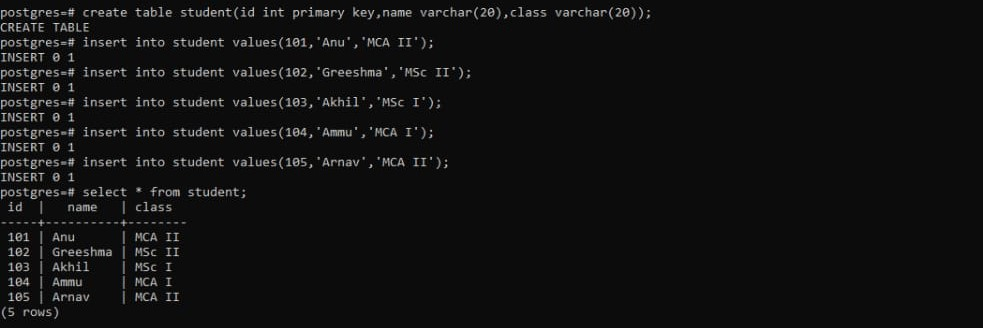 postgres=# create table student(id int primary key,name varchar(20),class varchar(20));
CREATE TABLE
postgres=# insert into student values(101,'Anu','MCA II');
INSERT 0 1
postgres=# insert into student values(102,'Greeshma','MSc II');
INSERT 0 1
postgres=# insert into student values(103,'Akhil','MSc I');
INSERT 0 1
postgres=# insert into student values(104,'Ammu','MCA I');
INSERT 0 1
postgres=# insert into student values(105,'Arnav','MCA II');
INSERT 0 1
postgres=# select * from student;
 id  |   name   | class
-----+----------+--------
 101 | Anu      | MCA II
 102 | Greeshma | MSc II
 103 | Akhil    | MSc I
 104 | Ammu     | MCA I
 105 | Arnav    | MCA II
(5 rows)